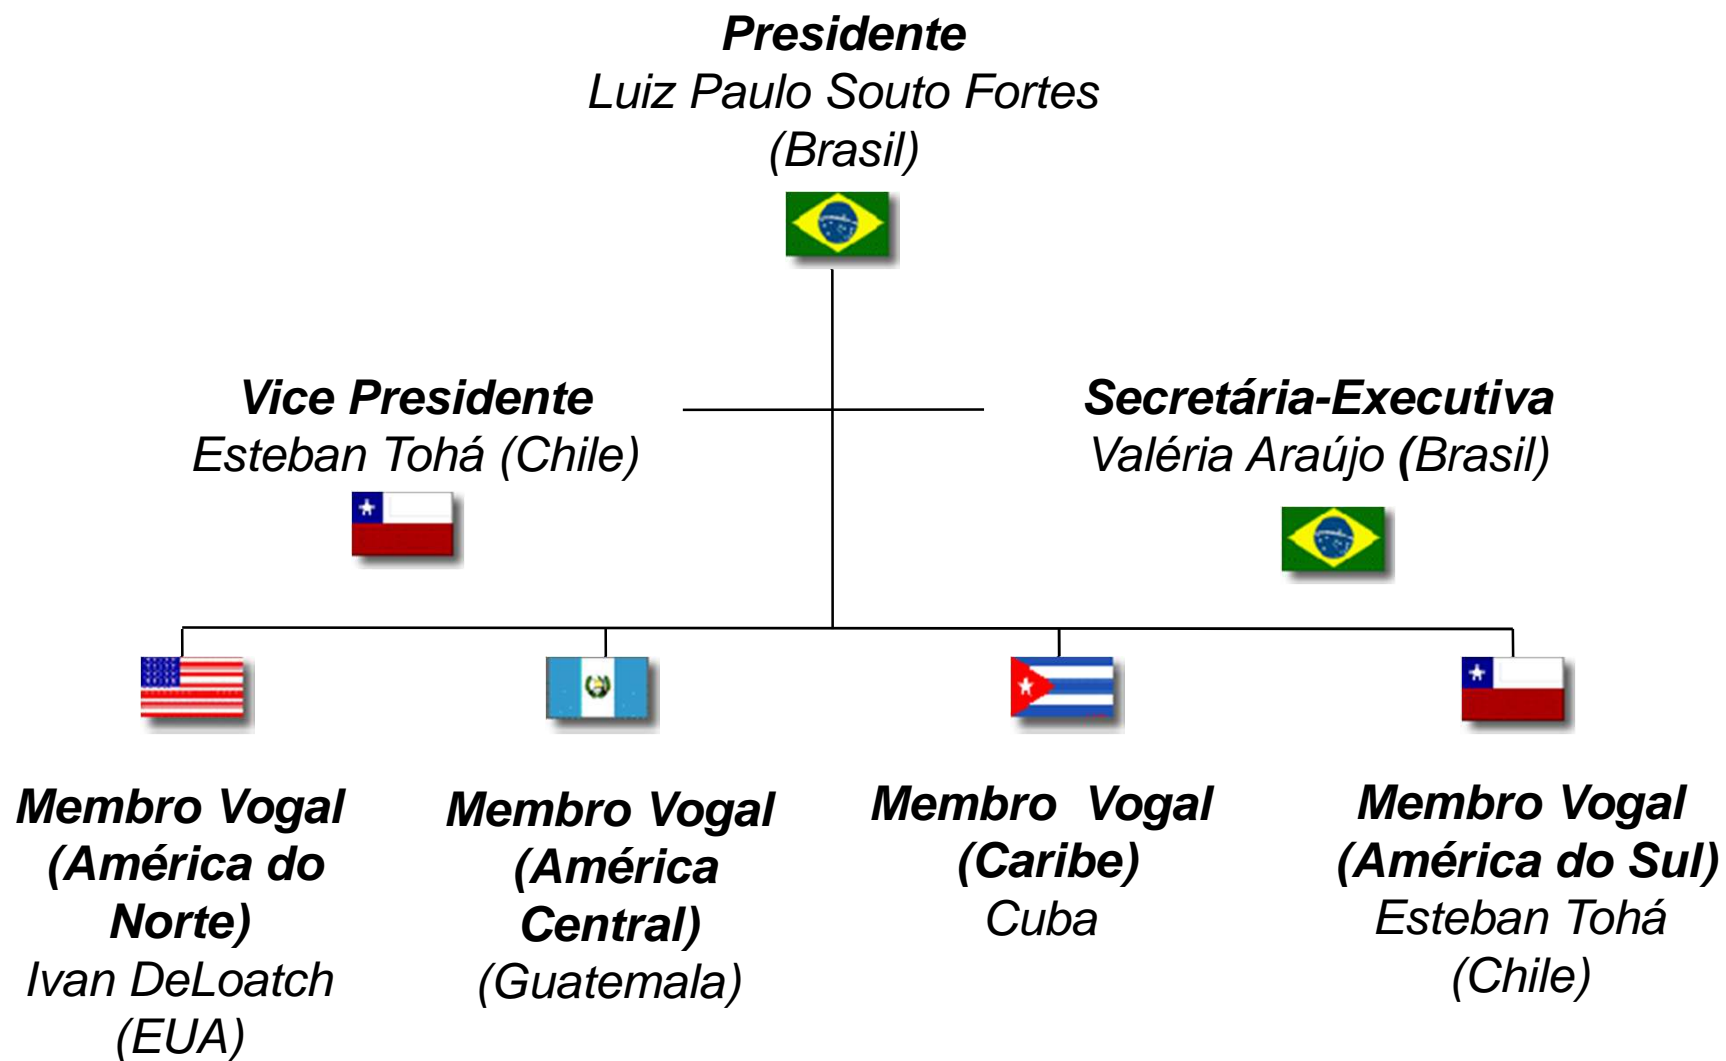 Presidente
Luiz Paulo Souto Fortes
(Brasil)
Vice Presidente
Esteban Tohá (Chile)
Secretária-Executiva
Valéria Araújo (Brasil)
Membro Vogal
(América do
Norte)
Ivan DeLoatch
(EUA)
Membro Vogal
(América
Central)
(Guatemala)
Membro  Vogal
(Caribe)
Cuba
Membro Vogal
(América do Sul)
Esteban Tohá
(Chile)